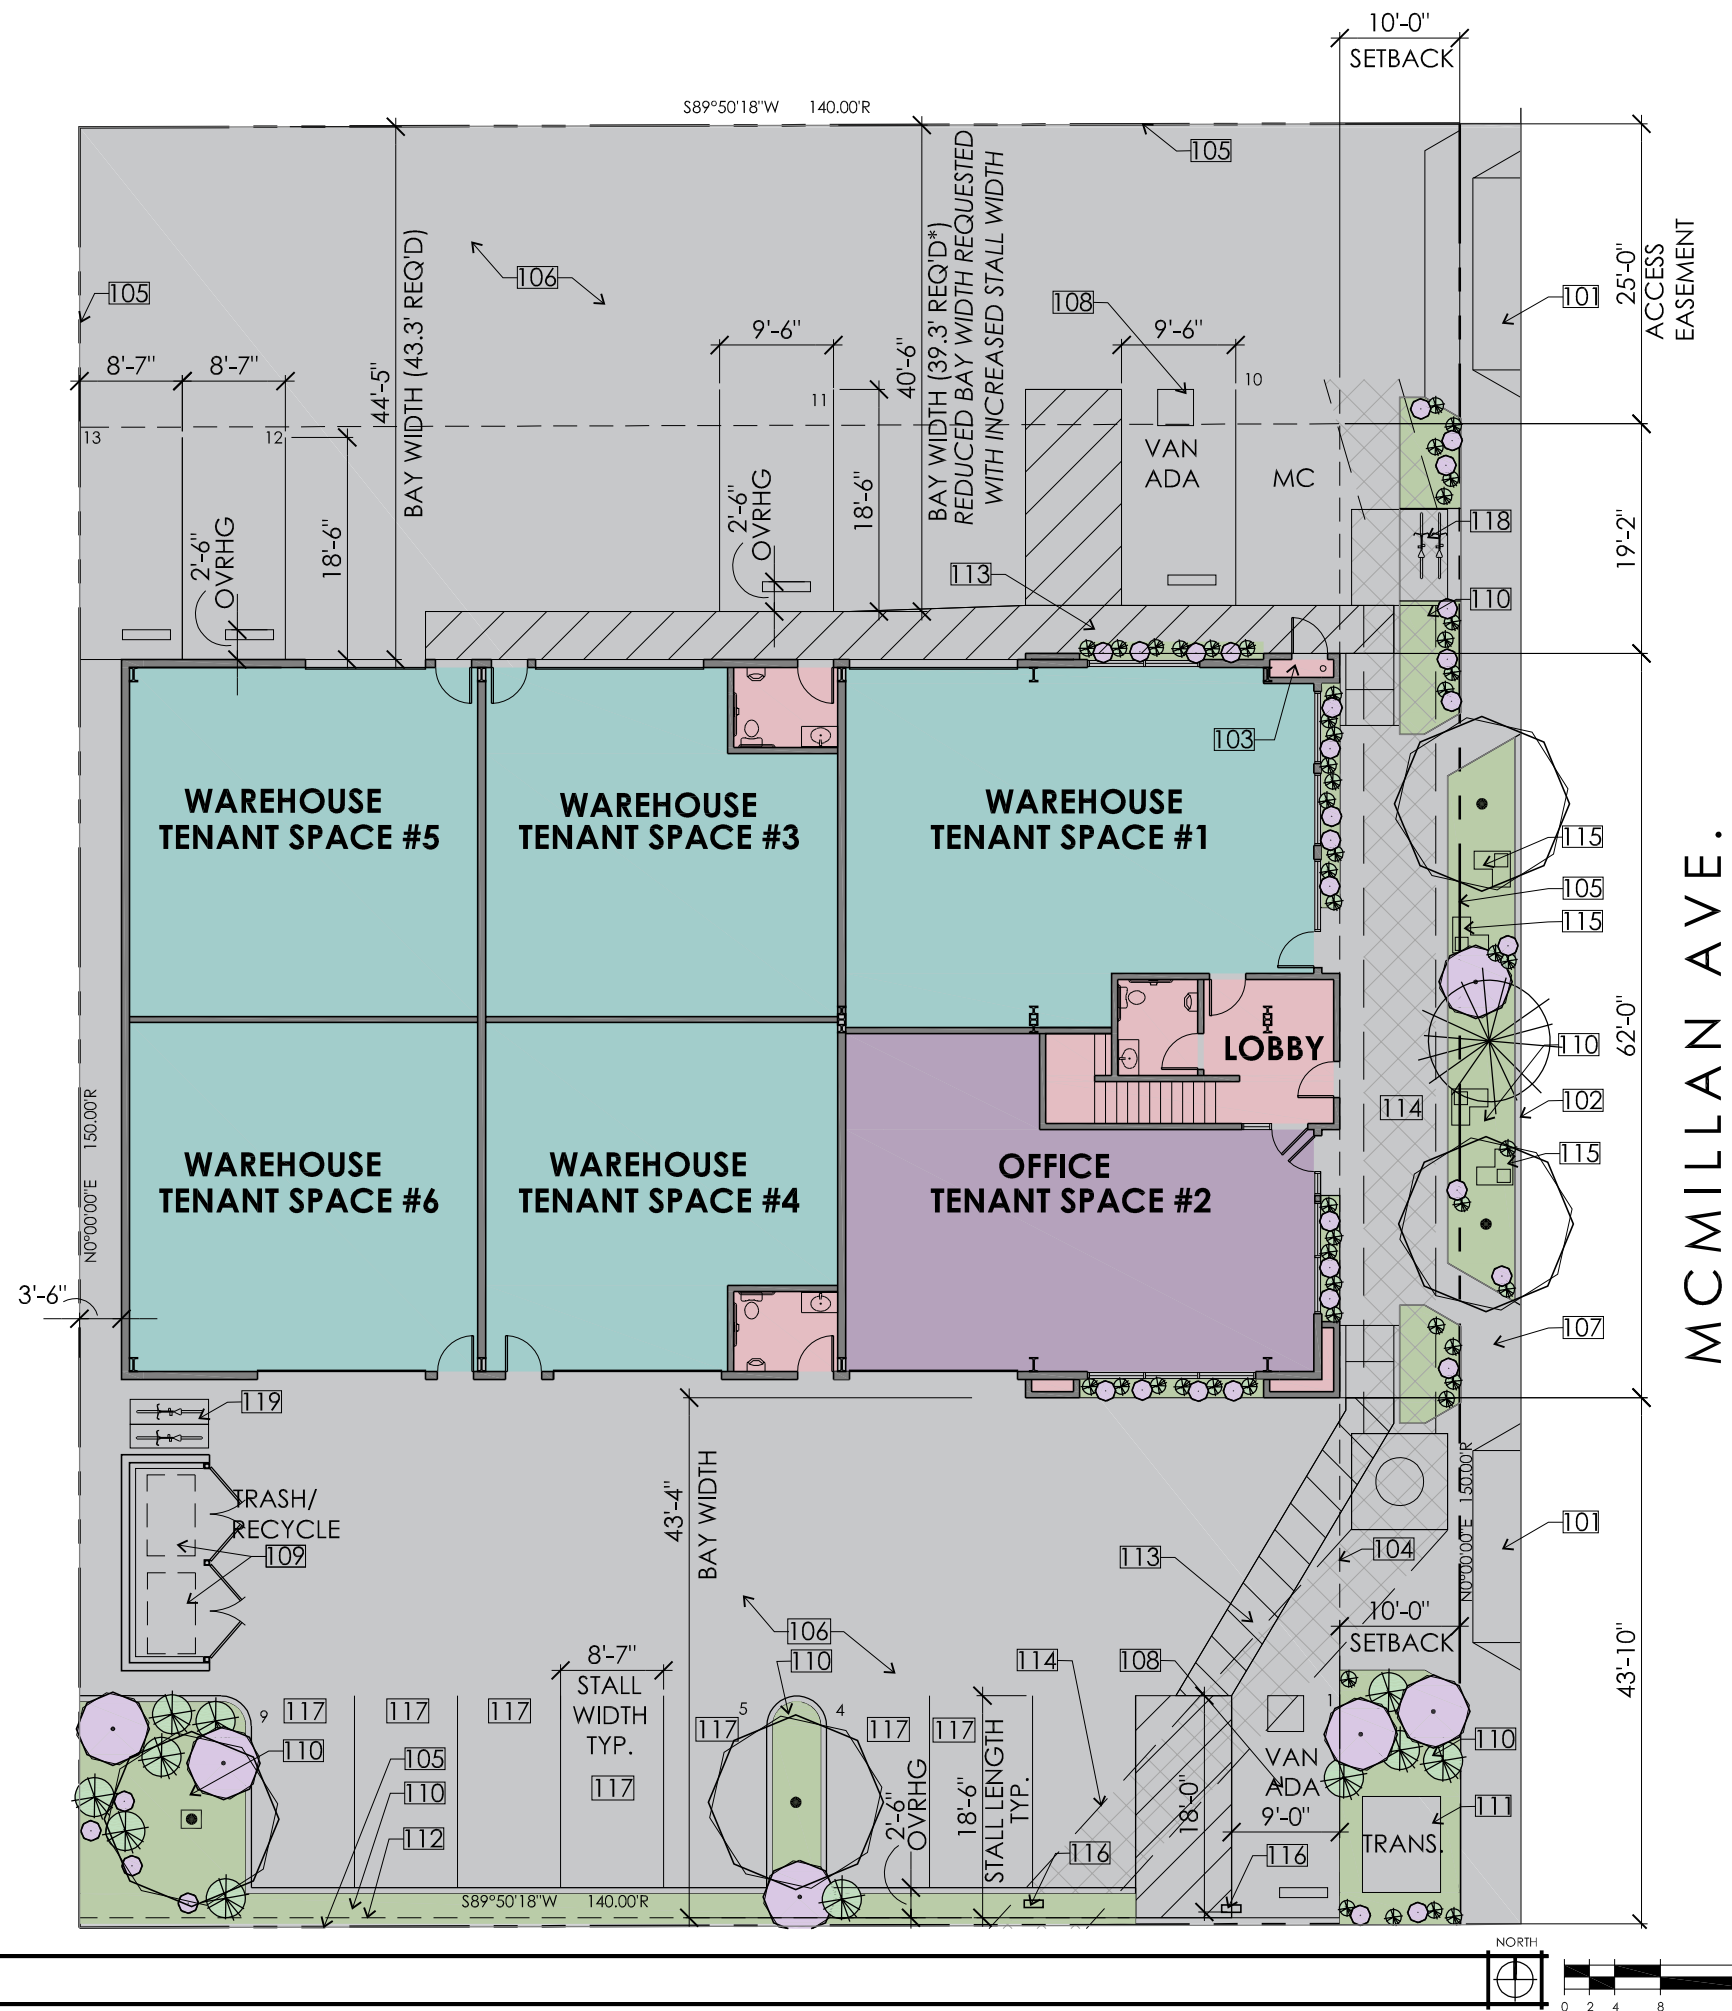 10'-0"
SETBACK
S89°50'18"W 140.00'R
105
BAY WIDTH (43.3' REQ'D)
44'-5"
BAY WIDTH (39.3' REQ'D*)
REDUCED BAY WIDTH REQUESTED
WITH INCREASED STALL WIDTH
40'-6"
25'-0"
ACCESS
EASEMENT
106
105
108
101
9'-6"
9'-6"
8'-7"
8'-7"
10
11
13
12
VAN
ADA
MC
2'-6"
OVRHG
18'-6"
2'-6"
OVRHG
18'-6"
118
19'-2"
113
110
103
WAREHOUSE
TENANT SPACE #5
WAREHOUSE
TENANT SPACE #3
WAREHOUSE
TENANT SPACE #1
115
105
115
MCMILLAN AVE.
62'-0"
LOBBY
110
102
114
115
N0°00'00"E 150.00'R
WAREHOUSE
TENANT SPACE #6
WAREHOUSE
TENANT SPACE #4
OFFICE
TENANT SPACE #2
3'-6"
107
119
43'-4"
BAY WIDTH
N0°00'00"E 150.00'R
TRASH/
RECYCLE
109
101
104
113
10'-0"
SETBACK
43'-10"
106
110
8'-7"
STALL
WIDTH
TYP.
117
114
108
9
117
117
117
117
5
4
117
117
1
110
105
110
112
VAN
ADA
110
18'-0"
9'-0"
111
TRANS.
2'-6"
OVRHG
18'-6"
STALL LENGTH
TYP.
116
116
S89°50'18"W 140.00'R
NORTH
0 2 4 8